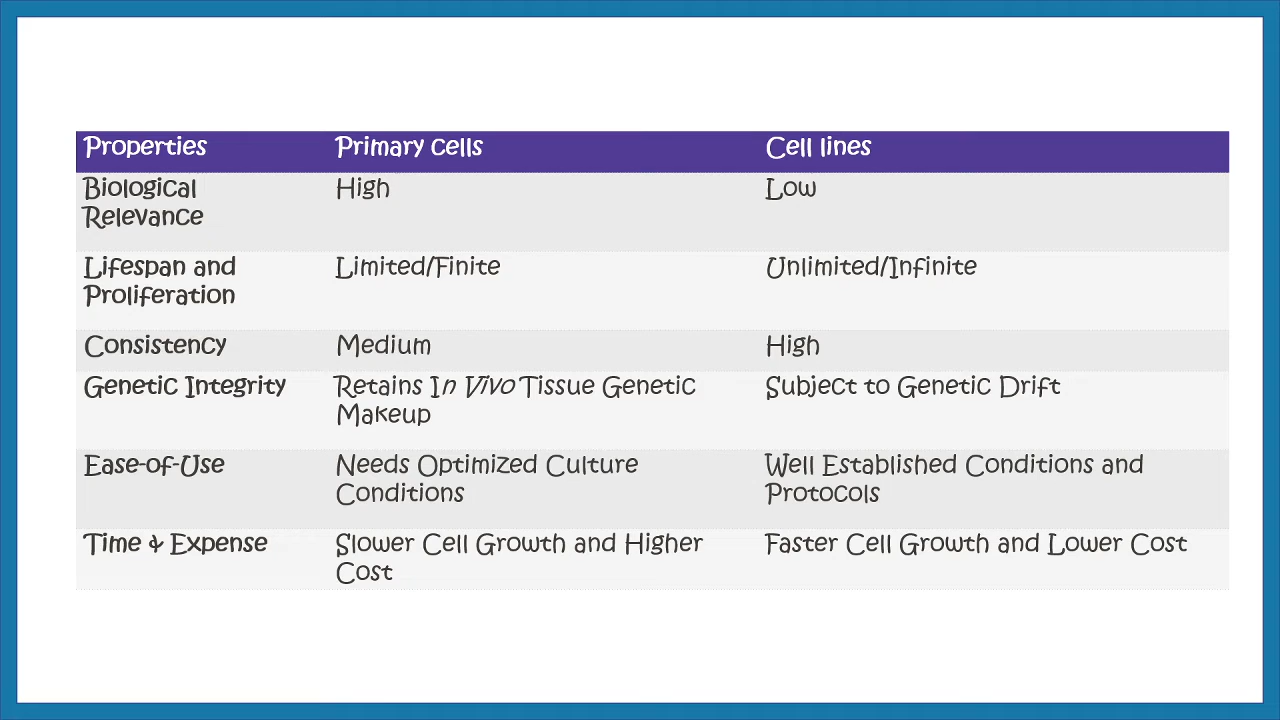 Properties Primary cells Cell lines
Biological High Low
Relevance
Lifespan and Limited/Finite Unlimited/Infinite
Proliferation
Consistency Medium High
Genetic Integrity Retains In Vivo Tissue Genetic Subject to Genetic Drift
Makeup
Ease-of-Use Needs Optimized Culture Well Established Conditions and
Conditions Protocols
Time & Expense Slower Cell Growth and Higher Faster Cell Growth and Lower Cost
Cost